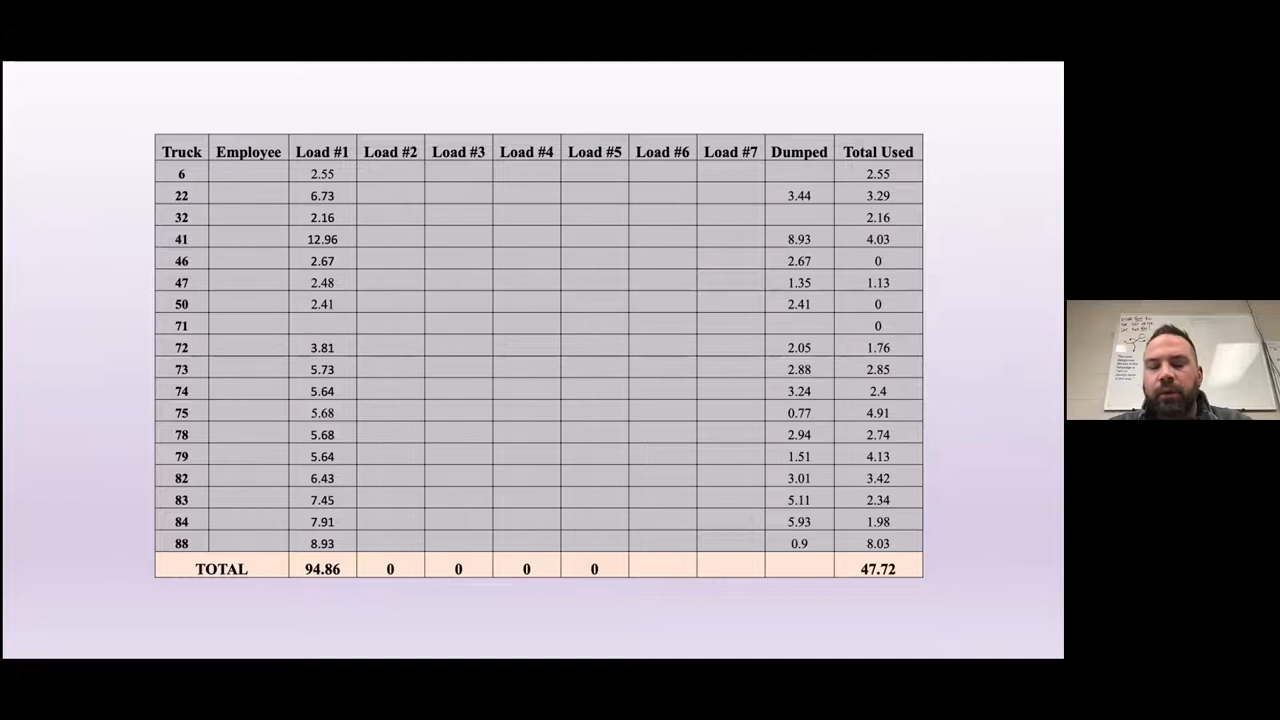 Truck Employee Load #1 Load #2 Load #3 Load #4 Load #5 Load #6 Load #7 Dumped Total Used
6 2.55 2.55
22 6.73 3.44 3.29
32 2.16 2.16
41 12.96 8.93 4.03
46 2.67 2.67 0
47 2.48 1.35 1.13
50 2.41 2.41 0
71 0
72 3.81 2.05 1.76
73 5.73 2.88 2.85
74 5.64 3.24 2.4
75 5.68 0.77 4.91
78 5.68 2.94 2.74
79 5.64 1.51 4.13
82 6.43 3.01 3.42
83 7.45 5.11 2.34
84 7.91 5.93 1.98
88 8.93 0.9 8.03
TOTAL 94.86 0 0 0 0 47.72